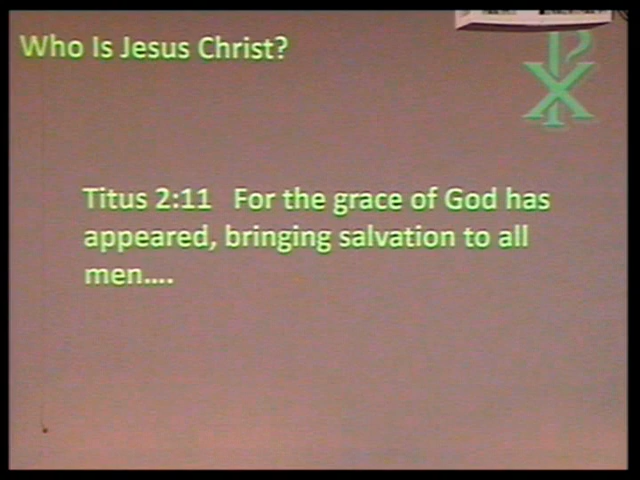 Who Is Jesus Christ?
Titus 2:11 For the grace of God has
appeared, bringing salvation to all
men....